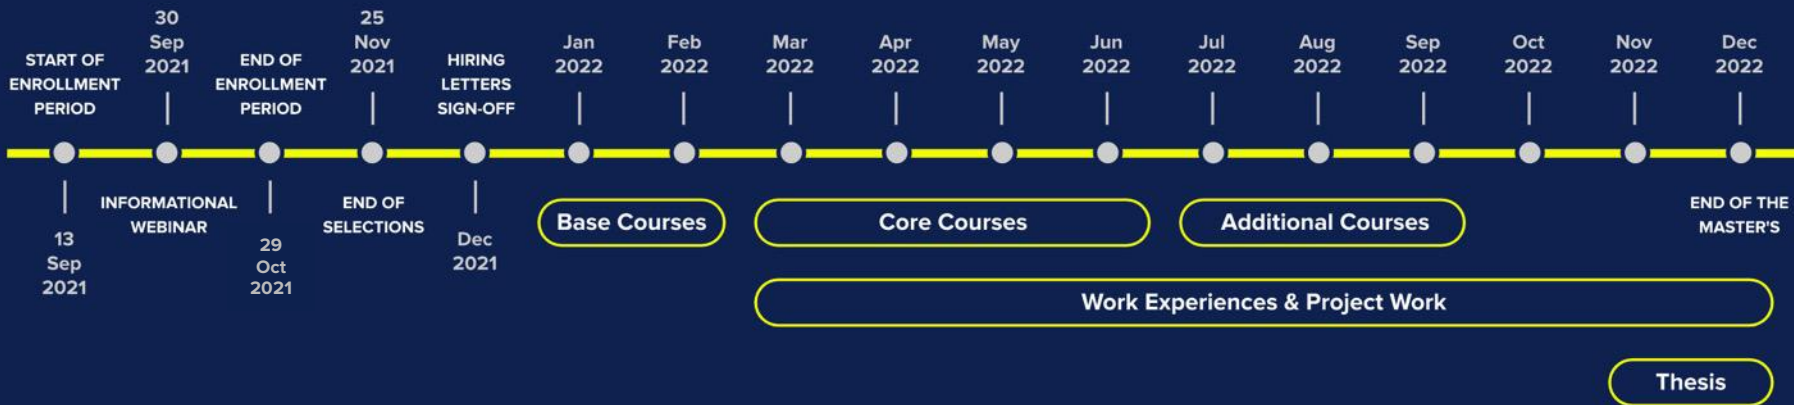 START OF
ENROLLMENT
PERIOD
13
Sep
2021
30
Sep
2021
INFORMATIONAL
WEBINAR
END OF
ENROLLMENT
PERIOD
29
Oct
2021
25
Nov
2021
END OF
SELECTIONS
HIRING
LETTERS
SIGN-OFF
Dec
2021
Jan
2022
Feb
2022
Mar
2022
Apr
2022
May
2022
Jun
2022
Jul
2022
Aug
2022
Sep
2022
Oct
2022
Nov
2022
Dec
2022
END OF THE
MASTER'S
Base Courses
Core Courses
Additional Courses
Work Experiences & Project Work
Thesis